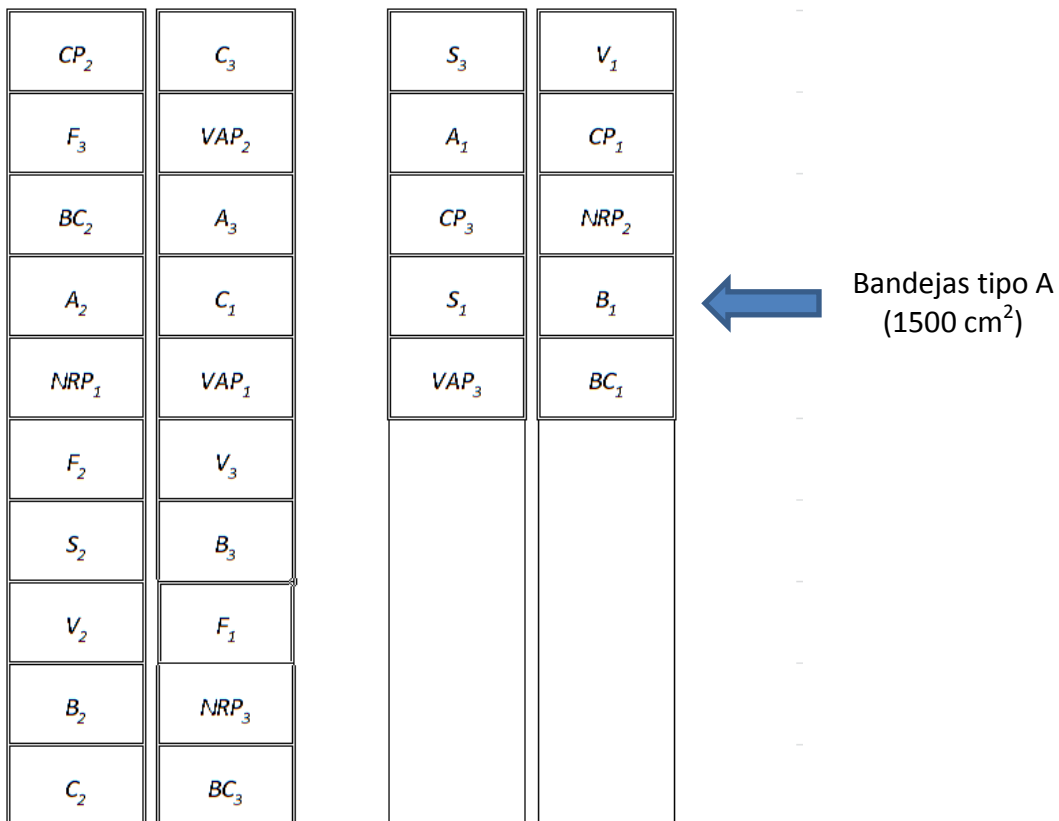 CP₂ C₃ S₃ V₁
F₃ VAP₂ A₁ CP₁
BC₂ A₃ CP₃ NRP₂
A₂ C₁ S₁ B₁
Bandejas tipo A
(1500 cm²)
NRP₁ VAP₁ VAP₃ BC₁
F₂ V₃
S₂ B₃
V₂ F₁
B₂ NRP₃
C₂ BC₃